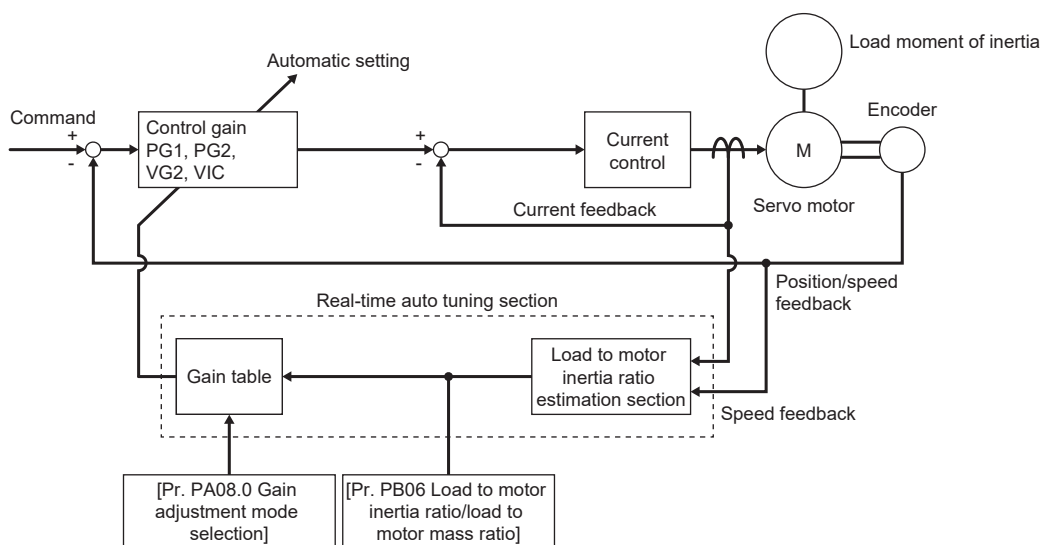 Load moment of inertia
Automatic setting
Command
Encoder
+
-
Control gain
PG1, PG2,
VG2, VIC
+
-
Current
control
M
Current feedback
Servo motor
Position/speed
feedback
Real-time auto tuning section
Gain table
Load to motor
inertia ratio
estimation section
Speed feedback
[Pr. PA08.0 Gain
adjustment mode
selection]
[Pr. PB06 Load to motor
inertia ratio/load to
motor mass ratio]